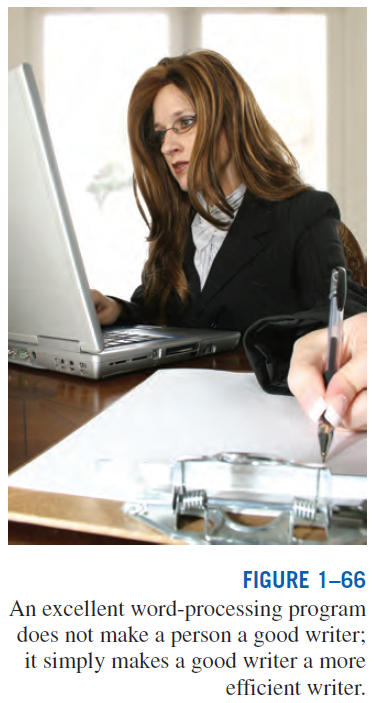 FIGURE 1–66
An excellent word-processing program
does not make a person a good writer;
it simply makes a good writer a more
efficient writer.